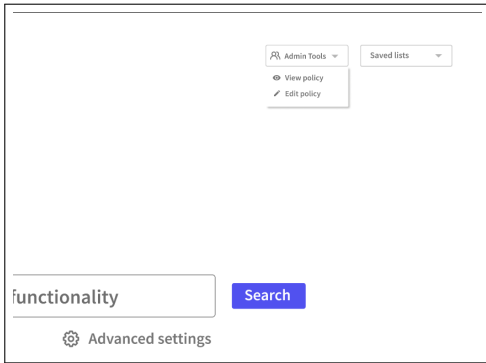 Admin Tools
Saved lists
View policy
Edit policy
functionality
Search
Advanced settings